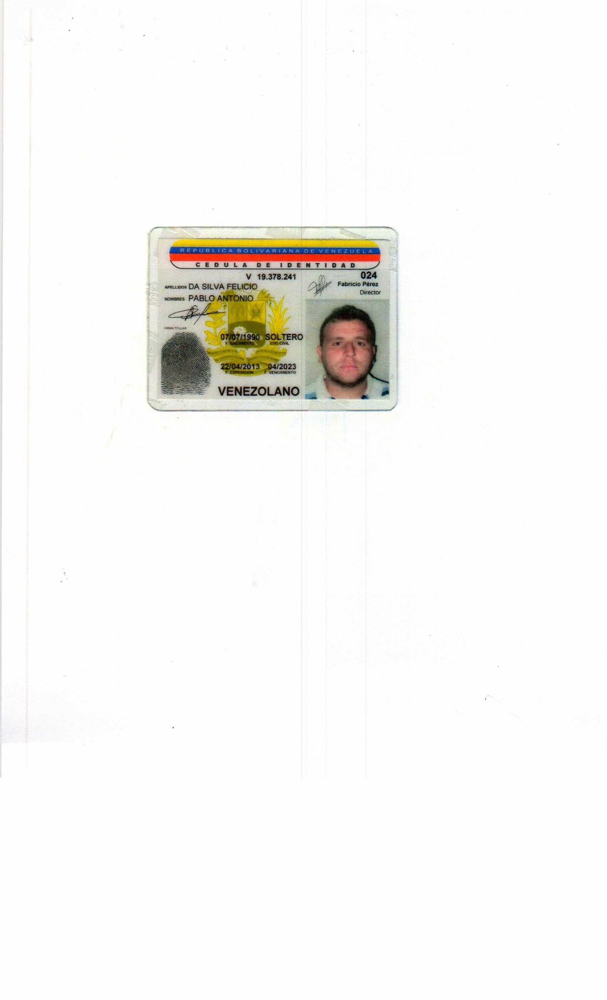 REPUBLICA BOLIVARIANA DE VENEZUELA
CEDULA DE IDENTIDAD
V 19.378.241
024
APELLIDOS DA SILVA FELICIO
Fabricio Pérez
NOMBRES PABLO ANTONIO
Director
FIRMA TITULAR
07/07/1990 SOLTERO
F. NACIMIENTO EDO CIVIL
22/04/2013 04/2023
F. EXPEDICION F. VENCIMIENTO
VENEZOLANO